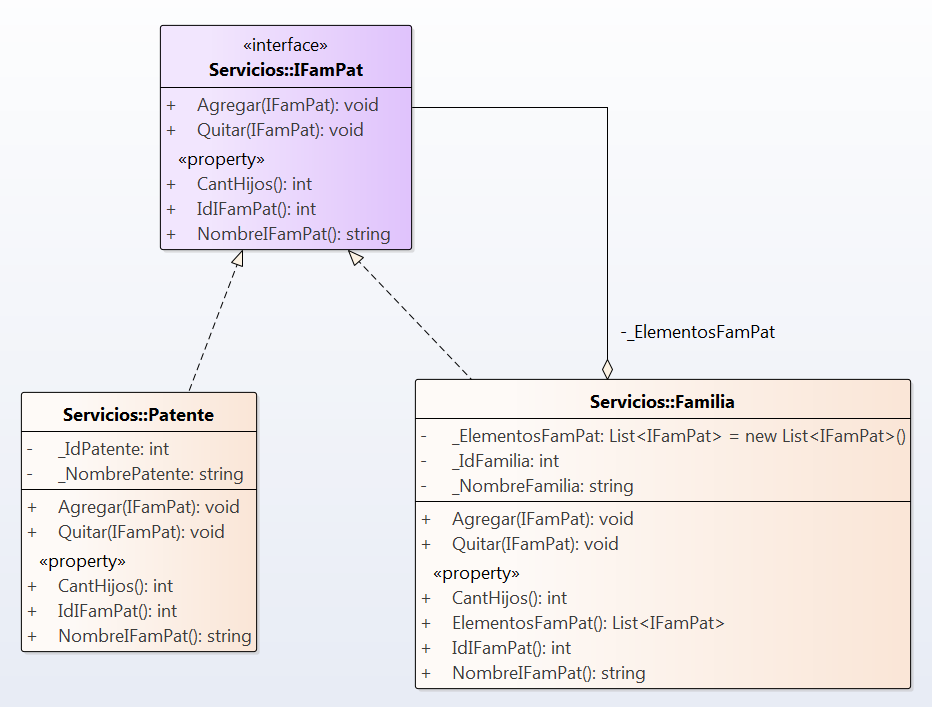 «interface»
Servicios::IFamPat
+ Agregar(IFamPat): void
+ Quitar(IFamPat): void
«property»
+ CantHijos(): int
+ IdIFamPat(): int
+ NombreIFamPat(): string
-_ElementosFamPat
Servicios::Patente
- _IdPatente: int
- _NombrePatente: string
+ Agregar(IFamPat): void
+ Quitar(IFamPat): void
«property»
+ CantHijos(): int
+ IdIFamPat(): int
+ NombreIFamPat(): string
Servicios::Familia
- _ElementosFamPat: List<IFamPat> = new List<IFamPat>()
- _IdFamilia: int
- _NombreFamilia: string
+ Agregar(IFamPat): void
+ Quitar(IFamPat): void
«property»
+ CantHijos(): int
+ ElementosFamPat(): List<IFamPat>
+ IdIFamPat(): int
+ NombreIFamPat(): string